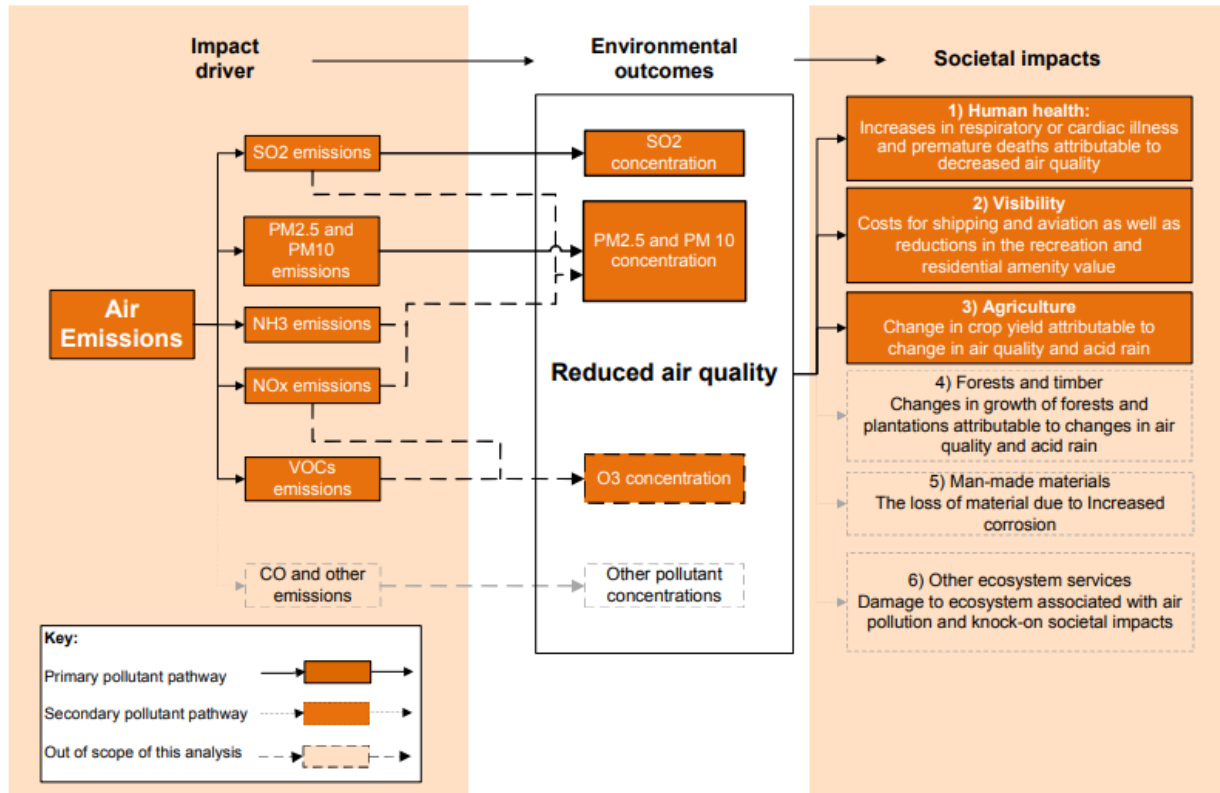 Impact
driver
Environmental
outcomes
Societal impacts
Air
Emissions
SO2 emissions
PM2.5 and
PM10
emissions
NH3 emissions
NOx emissions
VOCs
emissions
CO and other
emissions
SO2
concentration
PM2.5 and PM 10
concentration
Reduced air quality
O3 concentration
Other pollutant
concentrations
1) Human health:
Increases in respiratory or cardiac illness
and premature deaths attributable to
decreased air quality
2) Visibility
Costs for shipping and aviation as well as
reductions in the recreation and
residential amenity value
3) Agriculture
Change in crop yield attributable to
change in air quality and acid rain
4) Forests and timber
Changes in growth of forests and
plantations attributable to changes in air
quality and acid rain
5) Man-made materials
The loss of material due to Increased
corrosion
6) Other ecosystem services
Damage to ecosystem associated with air
pollution and knock-on societal impacts
Key:
Primary pollutant pathway
Secondary pollutant pathway
Out of scope of this analysis